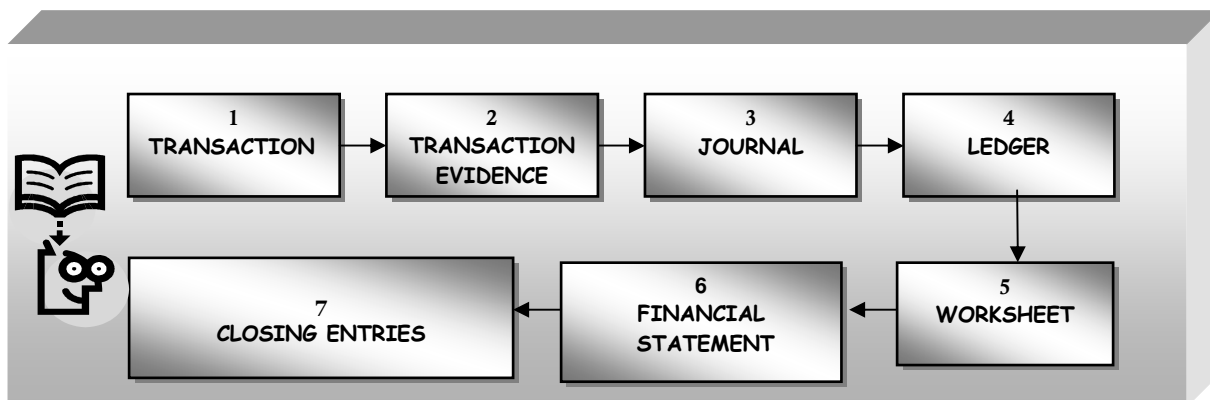 1
TRANSACTION
2
TRANSACTION
EVIDENCE
3
JOURNAL
4
LEDGER
5
WORKSHEET
6
FINANCIAL
STATEMENT
7
CLOSING ENTRIES